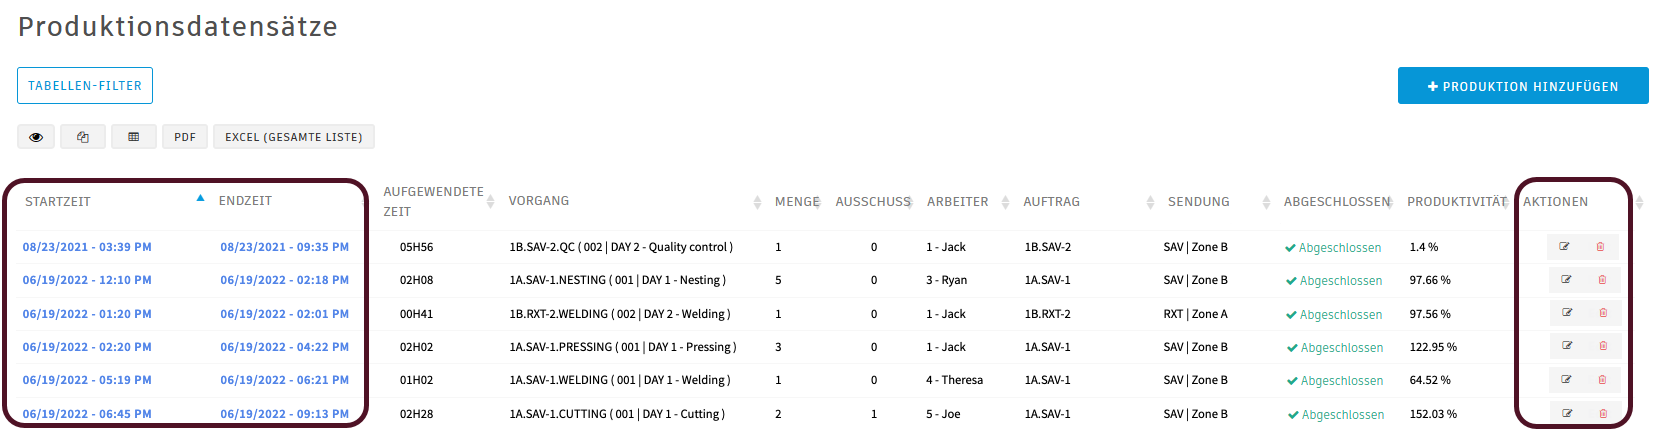 Produktionsdatensätze
TABELLEN-FILTER
PRODUKTION HINZUFÜGEN
PDF EXCEL (GESAMTE LISTE)
STARTZEIT ENDZEIT AUFGEWENDETE ZEIT VORGANG MENGE AUSSCHUSS ARBEITER AUFTRAG SENDUNG ABGESCHLOSSEN PRODUKTIVITÄT AKTIONEN
08/23/2021 - 03:39 PM 08/23/2021 - 09:35 PM 05H56 1B.SAV-2.QC ( 002 | DAY 2 - Quality control ) 1 0 1 - Jack 1B.SAV-2 SAV | Zone B Abgeschlossen 1.4 %
06/19/2022 - 12:10 PM 06/19/2022 - 02:18 PM 02H08 1A.SAV-1.NESTING ( 001 | DAY 1 - Nesting ) 5 0 3 - Ryan 1A.SAV-1 SAV | Zone B Abgeschlossen 97.66 %
06/19/2022 - 01:20 PM 06/19/2022 - 02:01 PM 00H41 1B.RXT-2.WELDING ( 002 | DAY 2 - Welding ) 1 0 1 - Jack 1B.RXT-2 RXT | Zone A Abgeschlossen 97.56 %
06/19/2022 - 02:20 PM 06/19/2022 - 04:22 PM 02H02 1A.SAV-1.PRESSING ( 001 | DAY 1 - Pressing ) 3 0 1 - Jack 1A.SAV-1 SAV | Zone B Abgeschlossen 122.95 %
06/19/2022 - 05:19 PM 06/19/2022 - 06:21 PM 01H02 1A.SAV-1.WELDING ( 001 | DAY 1 - Welding ) 1 0 4 - Theresa 1A.SAV-1 SAV | Zone B Abgeschlossen 64.52 %
06/19/2022 - 06:45 PM 06/19/2022 - 09:13 PM 02H28 1A.SAV-1.CUTTING ( 001 | DAY 1 - Cutting ) 2 1 5 - Joe 1A.SAV-1 SAV | Zone B Abgeschlossen 152.03 %